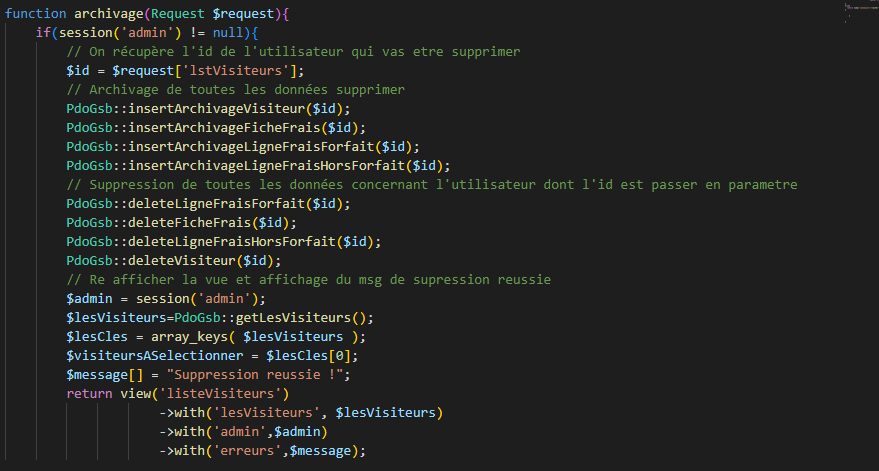 function archivage(Request $request){
if(session('admin') != null){
// On récupère l'id de l'utilisateur qui vas etre supprimer
$id = $request['lstVisiteurs'];
// Archivage de toutes les données supprimer
PdoGsb::insertArchivageVisiteur($id);
PdoGsb::insertArchivageFicheFrais($id);
PdoGsb::insertArchivageLigneFraisForfait($id);
PdoGsb::insertArchivageLigneFraisHorsForfait($id);
// Suppression de toutes les données concernant l'utilisateur dont l'id est passer en parametre
PdoGsb::deleteLigneFraisForfait($id);
PdoGsb::deleteFicheFrais($id);
PdoGsb::deleteLigneFraisHorsForfait($id);
PdoGsb::deleteVisiteur($id);
// Re afficher la vue et affichage du msg de supression reussie
$admin = session('admin');
$lesVisiteurs=PdoGsb::getLesVisiteurs();
$lesCles = array_keys( $lesVisiteurs );
$visiteursASelectionner = $lesCles[0];
$message[] = "Suppression reussie !";
return view('listeVisiteurs')
->with('lesVisiteurs', $lesVisiteurs)
->with('admin',$admin)
->with('erreurs',$message);